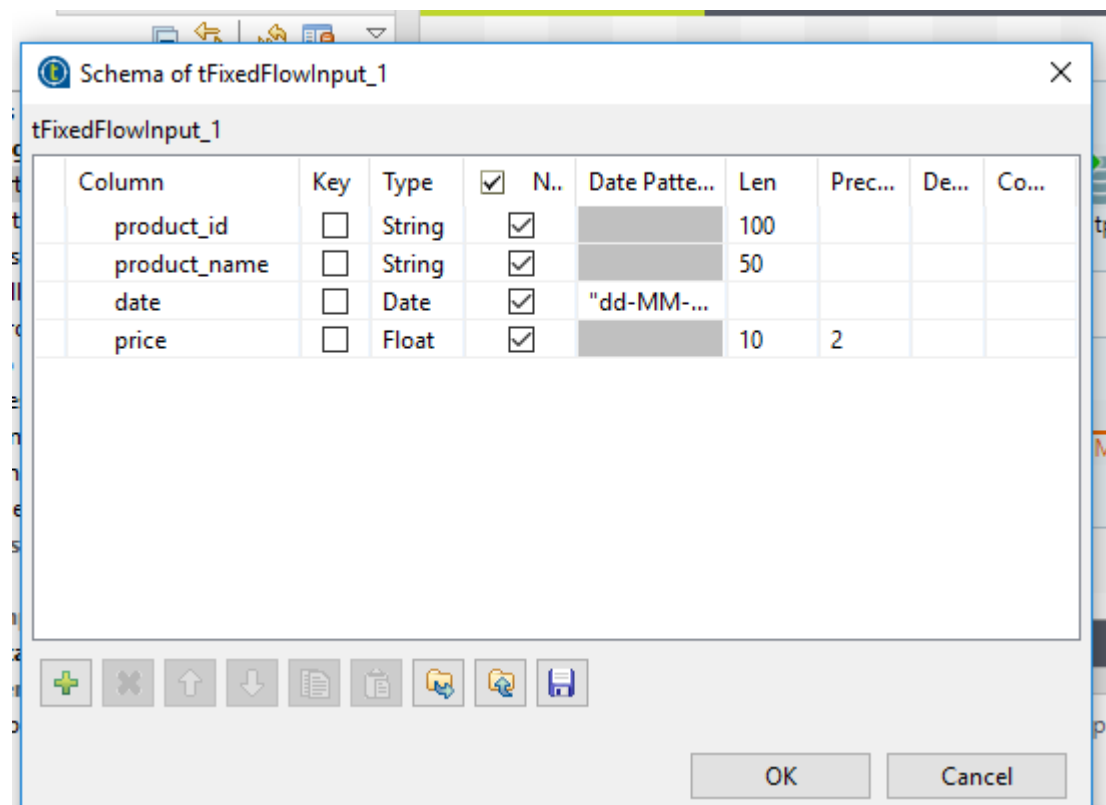 Schema of tFixedFlowInput_1
tFixedFlowInput_1
Column Key Type N.. Date Patte... Len Prec... De... Co...
product_id String 100
product_name String 50
date Date "dd-MM-...
price Float 10 2
OK Cancel